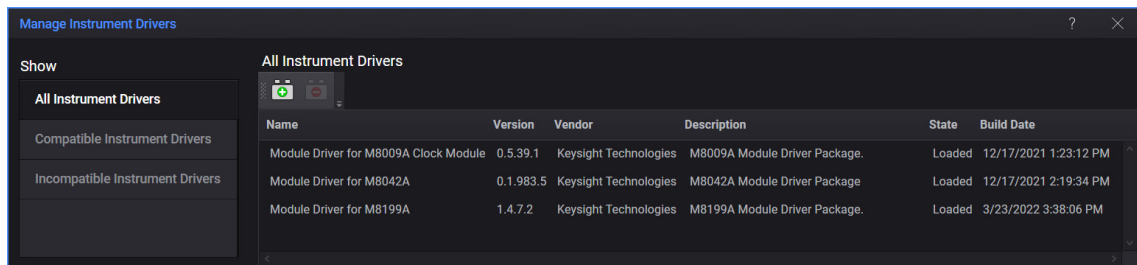 Manage Instrument Drivers ?
Show
All Instrument Drivers
Compatible Instrument Drivers
Incompatible Instrument Drivers
All Instrument Drivers
Name Version Vendor Description State Build Date
Module Driver for M8009A Clock Module 0.5.39.1 Keysight Technologies M8009A Module Driver Package. Loaded 12/17/2021 1:23:12 PM
Module Driver for M8042A 0.1.983.5 Keysight Technologies M8042A Module Driver Package Loaded 12/17/2021 2:19:34 PM
Module Driver for M8199A 1.4.7.2 Keysight Technologies M8199A Module Driver Package. Loaded 3/23/2022 3:38:06 PM